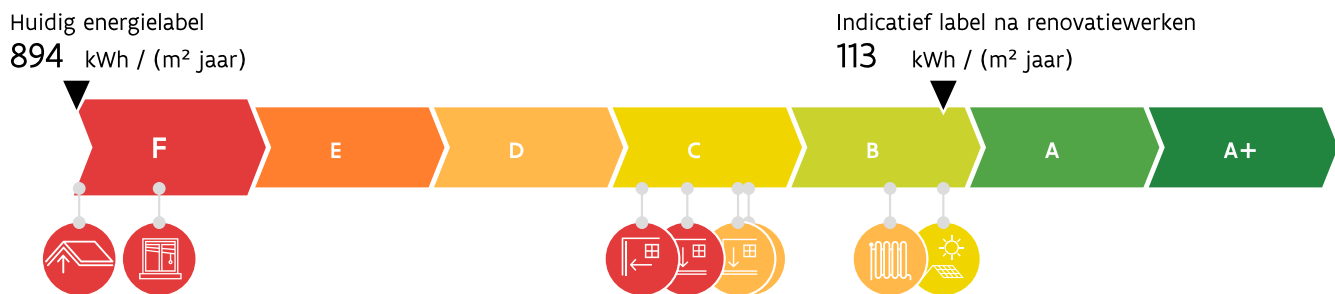 Huidig energielabel
894 kWh / (m² jaar)
Indicatief label na renovatiewerken
113 kWh / (m² jaar)
F E D C B A A+